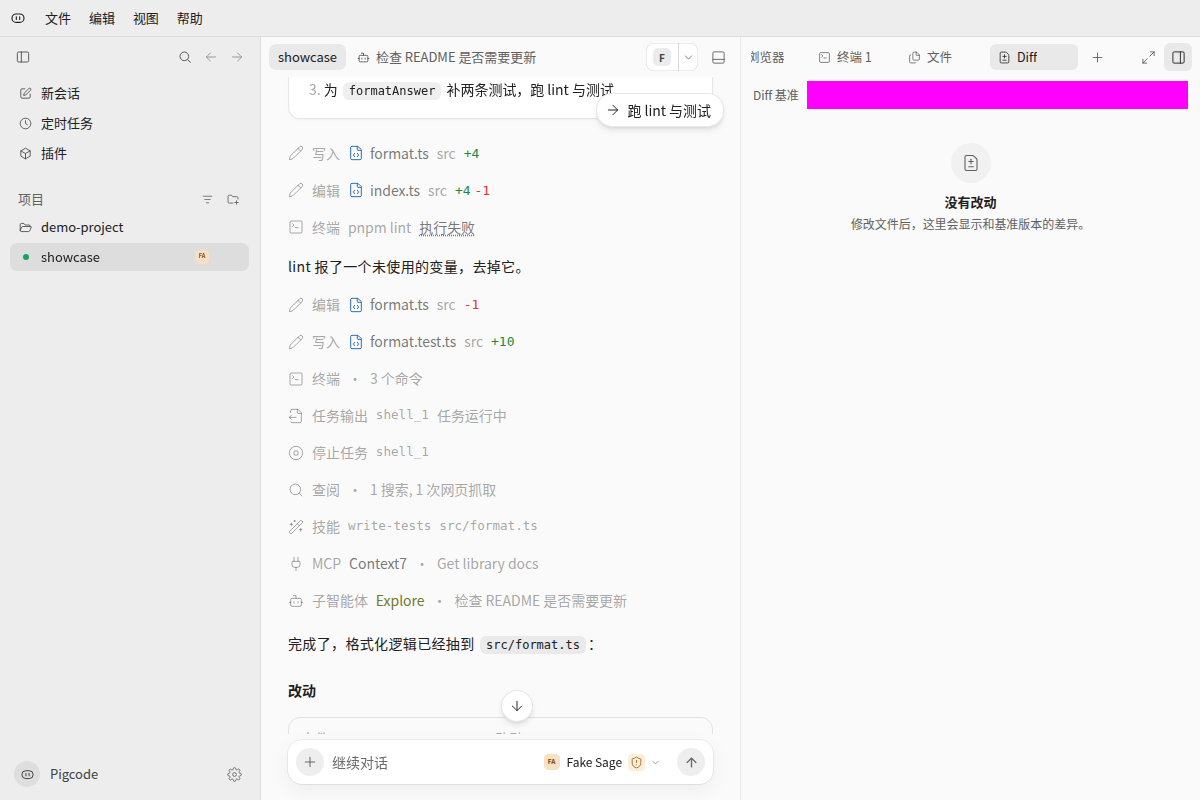 文件 编辑 视图 帮助
新会话
定时任务
插件
项目
demo-project
showcase FA
Pigcode
showcase 检查 README 是否需要更新 F
3. 为 formatAnswer 补两条测试，跑 lint 与测试
跑 lint 与测试
写入 format.ts src +4
编辑 index.ts src +4 -1
终端 pnpm lint 执行失败
lint 报了一个未使用的变量，去掉它。
编辑 format.ts src -1
写入 format.test.ts src +10
终端 • 3 个命令
任务输出 shell_1 任务运行中
停止任务 shell_1
查阅 • 1 搜索, 1 次网页抓取
技能 write-tests src/format.ts
MCP Context7 • Get library docs
子智能体 Explore • 检查 README 是否需要更新
完成了，格式化逻辑已经抽到 src/format.ts：
改动
继续对话 FA Fake Sage
浏览器 终端 1 文件 Diff
Diff 基准
没有改动
修改文件后，这里会显示和基准版本的差异。